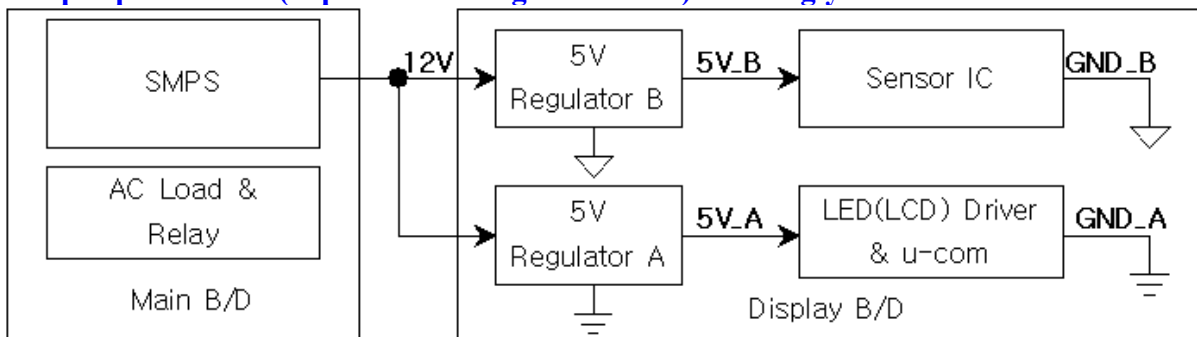 SMPS
AC Load &
Relay
Main B/D
12V
5V
Regulator B
5V_B
Sensor IC
GND_B
5V
Regulator A
5V_A
LED(LCD) Driver
& u-com
GND_A
Display B/D